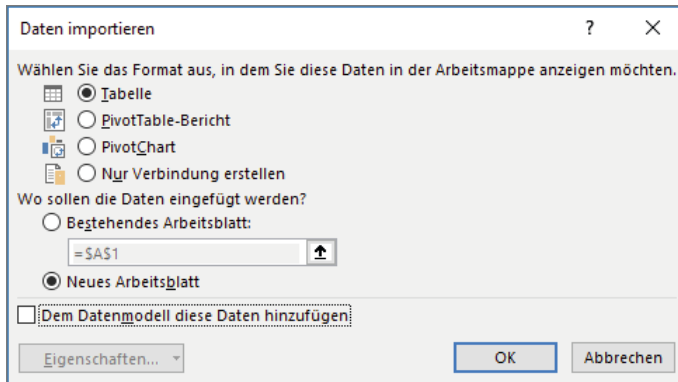 Daten importieren ? ×
Wählen Sie das Format aus, in dem Sie diese Daten in der Arbeitsmappe anzeigen möchten.
Tabelle
PivotTable-Bericht
PivotChart
Nur Verbindung erstellen
Wo sollen die Daten eingefügt werden?
Bestehendes Arbeitsblatt:
=$A$1
Neues Arbeitsblatt
Dem Datenmodell diese Daten hinzufügen
Eigenschaften... OK Abbrechen